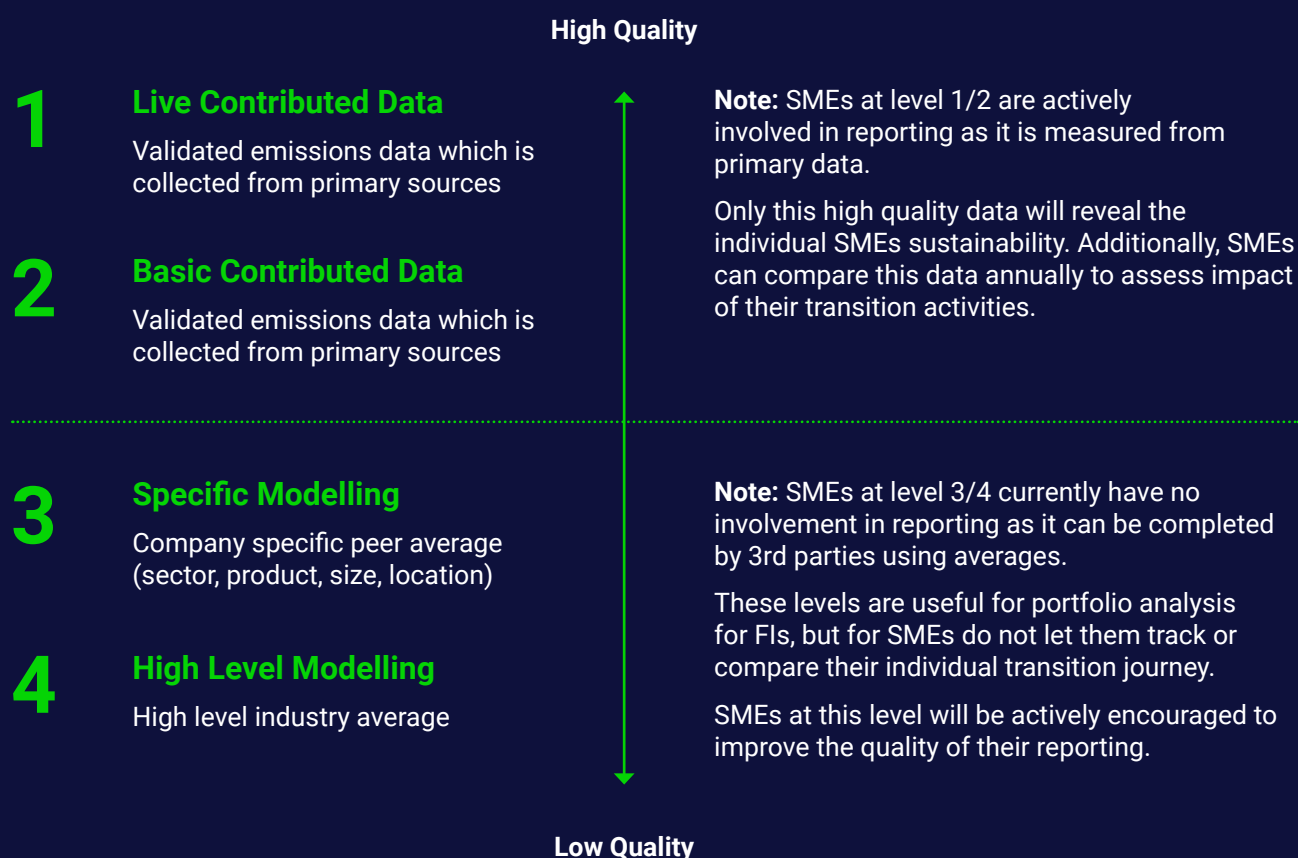 High Quality
1
Live Contributed Data
Validated emissions data which is
collected from primary sources
Note: SMEs at level 1/2 are actively
involved in reporting as it is measured from
primary data.
Only this high quality data will reveal the
individual SMEs sustainability. Additionally, SMEs
can compare this data annually to assess impact
of their transition activities.
2
Basic Contributed Data
Validated emissions data which is
collected from primary sources
3
Specific Modelling
Company specific peer average
(sector, product, size, location)
Note: SMEs at level 3/4 currently have no
involvement in reporting as it can be completed
by 3rd parties using averages.
These levels are useful for portfolio analysis
for FIs, but for SMEs do not let them track or
compare their individual transition journey.
SMEs at this level will be actively encouraged to
improve the quality of their reporting.
4
High Level Modelling
High level industry average
Low Quality